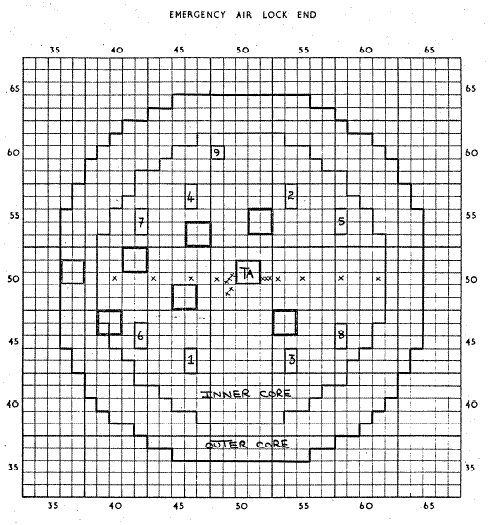 EMERGENCY AIR LOCK END
35 40 45 50 55 60 65
65 65
60 9 60
4 2
55 7 5 55
50 TA 50
45 6 8 45
1 3
INNER CORE
40 40
OUTER CORE
35 35
35 40 45 50 55 60 65